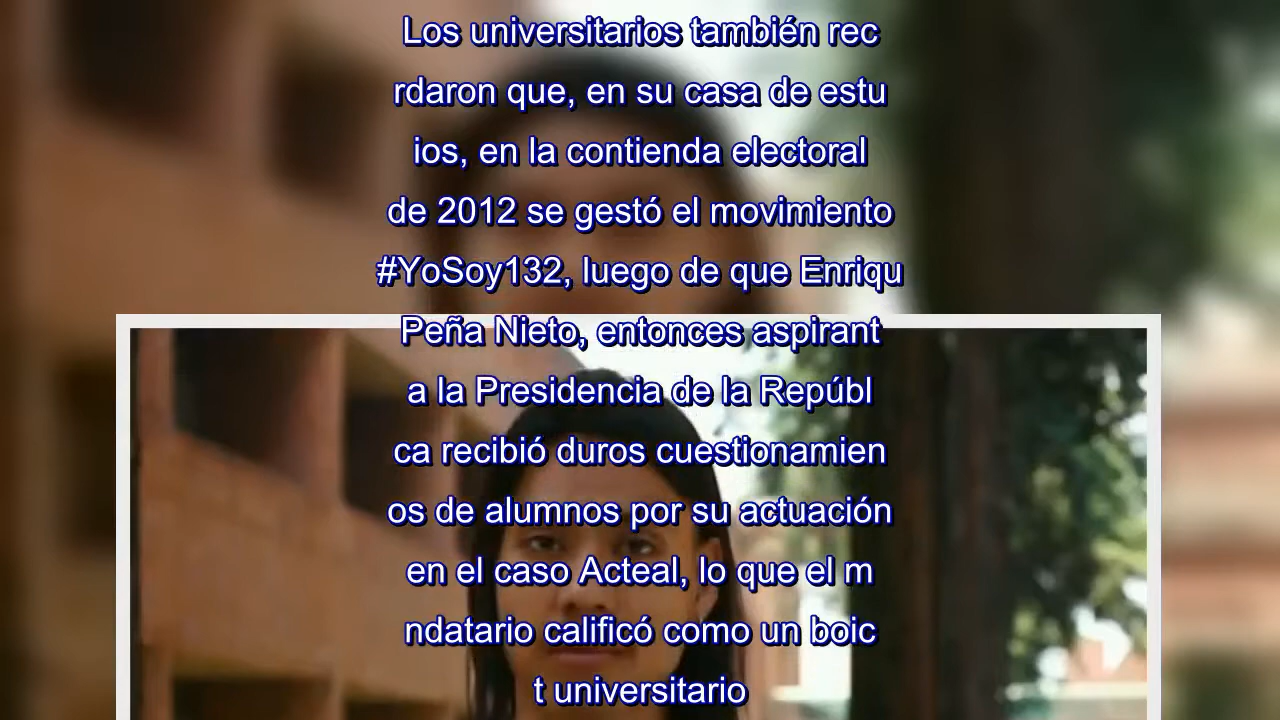 Los universitarios también rec
rdaron que, en su casa de estu
ios, en la contienda electoral
de 2012 se gestó el movimiento
#YoSoy132, luego de que Enriqu
Peña Nieto, entonces aspirant
a la Presidencia de la Repúbl
ca recibió duros cuestionamien
os de alumnos por su actuación
en el caso Acteal, lo que el m
ndatario calificó como un boic
t universitario